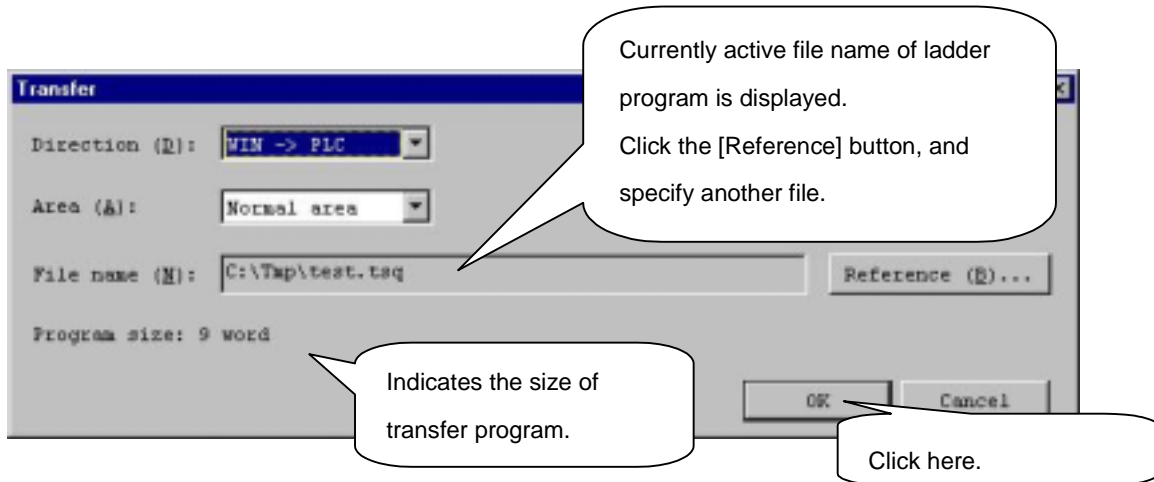 Currently active file name of ladder
program is displayed.
Click the [Reference] button, and
specify another file.
Transfer
Direction (D): WIN -> PLC
Area (A): Normal area
File name (N): C:\Tmp\test.tsq Reference (B)...
Program size: 9 word
Indicates the size of
transfer program.
OK Cancel
Click here.